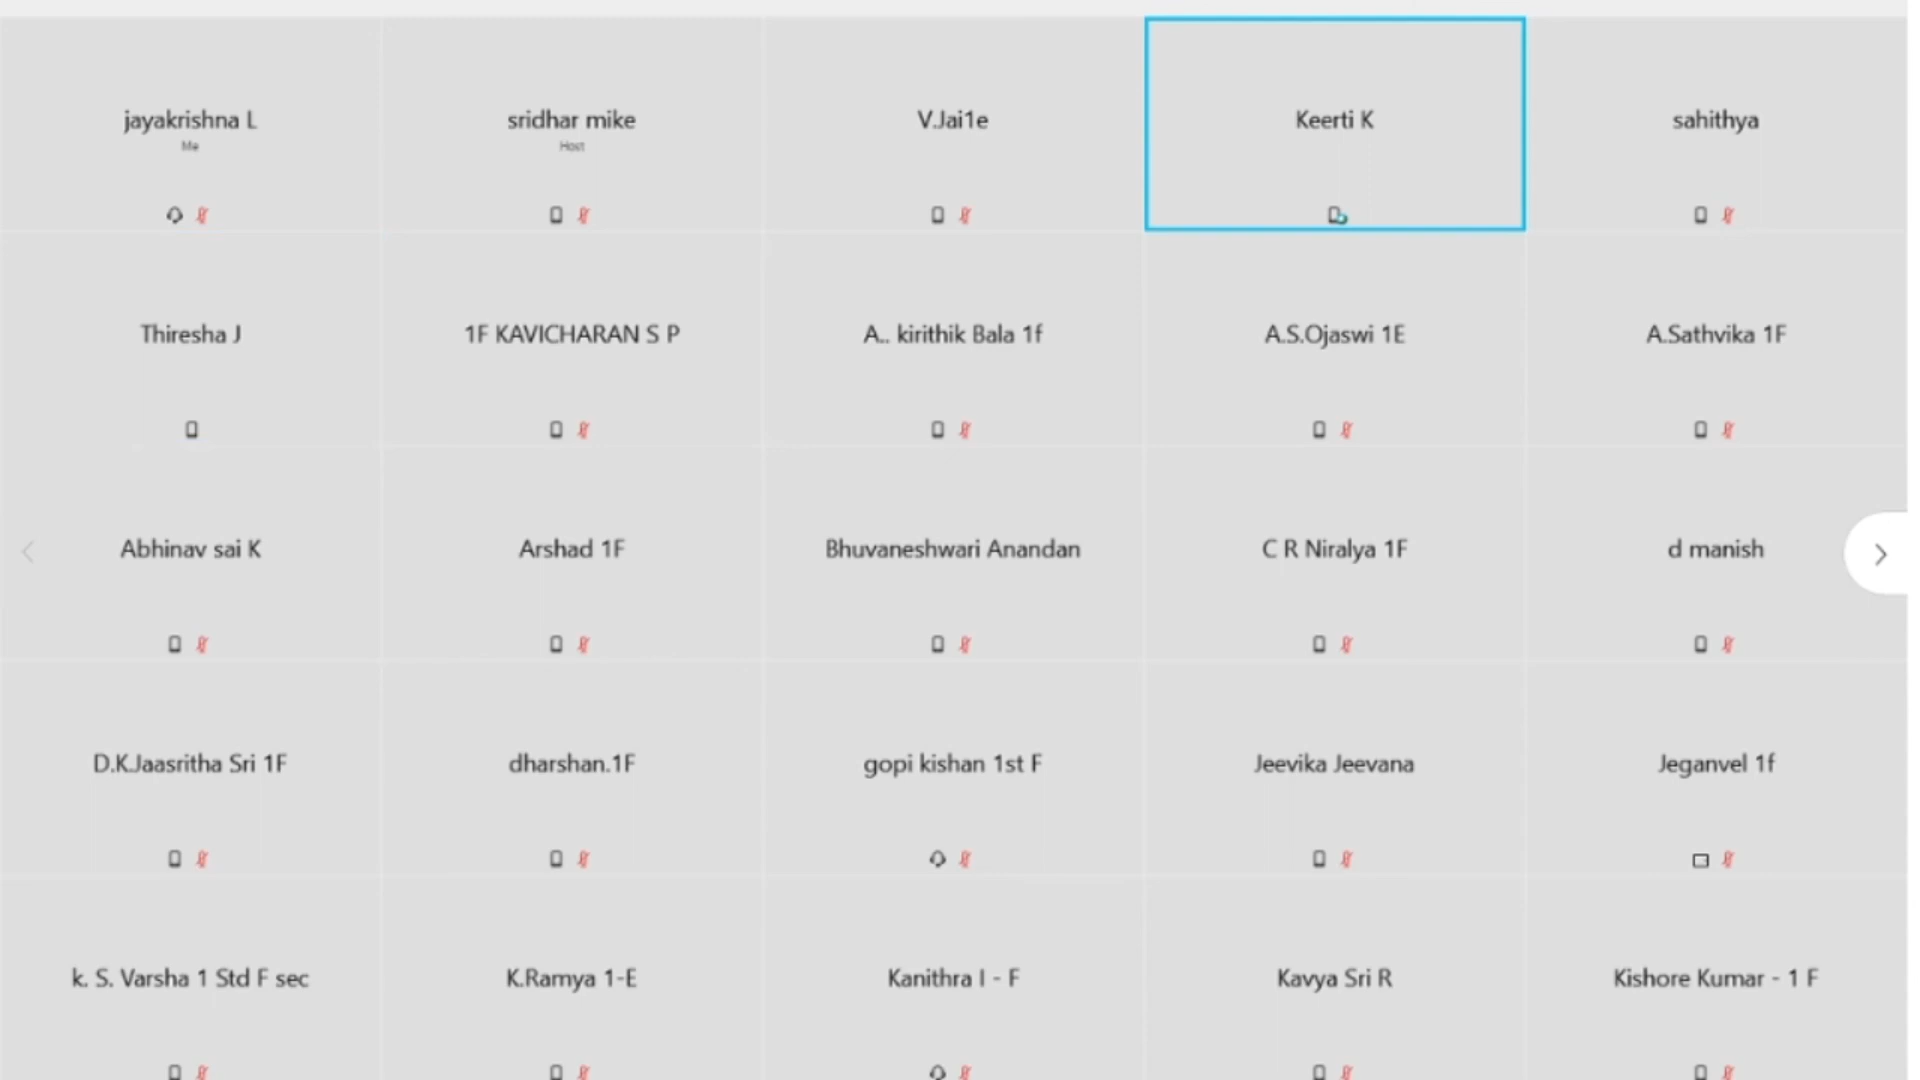 jayakrishna L
Me
sridhar mike
Host
V.Jai1e
Keerti K
sahithya
Thiresha J
1F KAVICHARAN S P
A.. kirithik Bala 1f
A.S.Ojaswi 1E
A.Sathvika 1F
Abhinav sai K
Arshad 1F
Bhuvaneshwari Anandan
C R Niralya 1F
d manish
D.K.Jaasritha Sri 1F
dharshan.1F
gopi kishan 1st F
Jeevika Jeevana
Jeganvel 1f
k. S. Varsha 1 Std F sec
K.Ramya 1-E
Kanithra I - F
Kavya Sri R
Kishore Kumar - 1 F